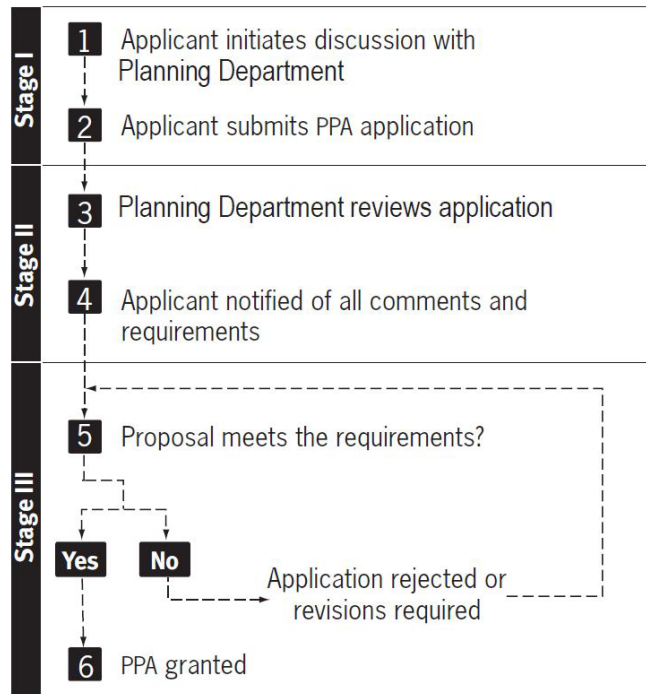 Stage I
1 Applicant initiates discussion with
Planning Department
2 Applicant submits PPA application
Stage II
3 Planning Department reviews application
4 Applicant notified of all comments and
requirements
Stage III
5 Proposal meets the requirements?
Yes No
Application rejected or
revisions required
6 PPA granted